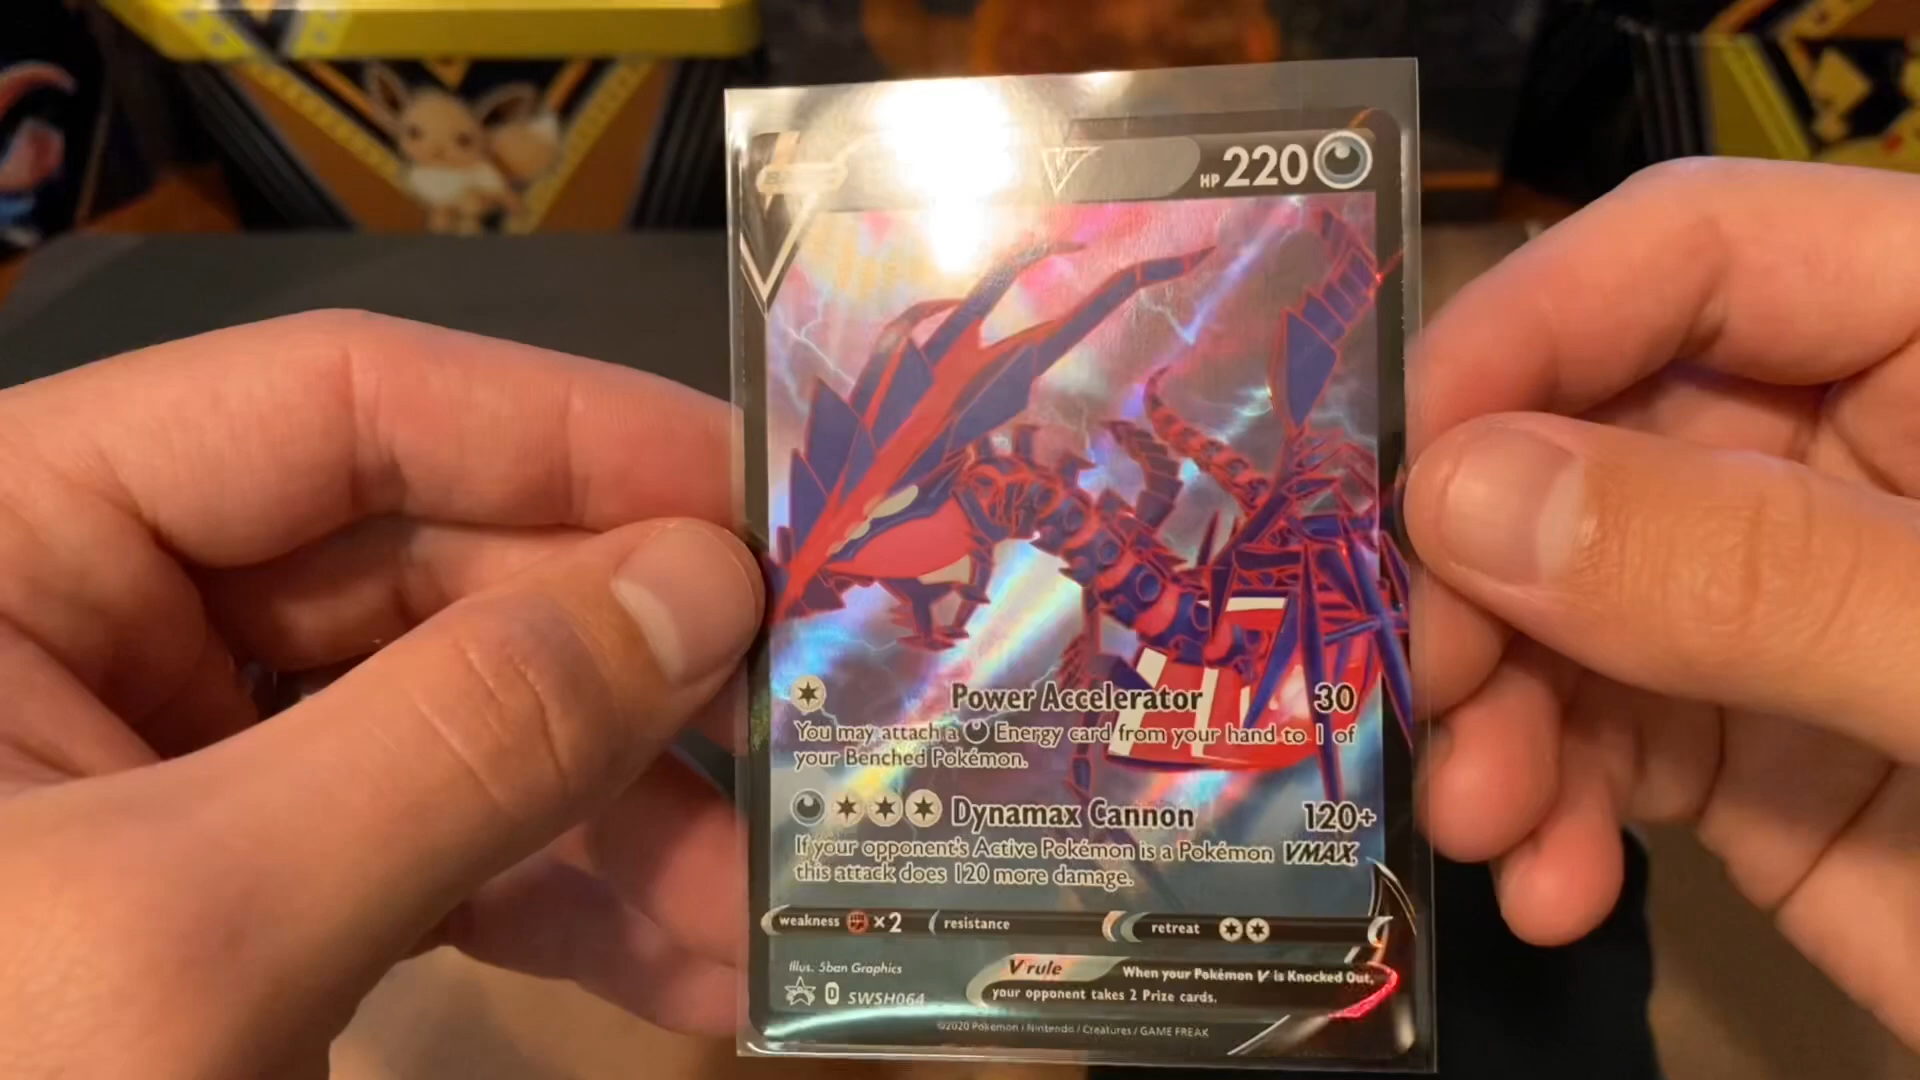 HP 220
Power Accelerator 30
You may attach a Energy card from your hand to 1 of
your Benched Pokémon.
Dynamax Cannon 120+
If your opponent's Active Pokémon is a Pokémon VMAX,
this attack does 120 more damage.
weakness ×2 resistance retreat
V rule When your Pokémon V is Knocked Out,
your opponent takes 2 Prize cards.
Illus. 5ban Graphics
D SWSH064
©2020 Pokémon / Nintendo / Creatures / GAME FREAK